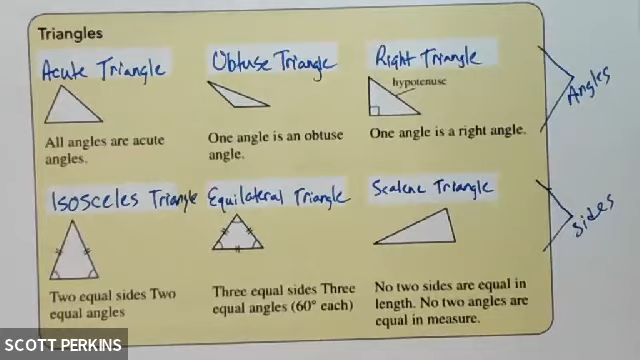 Triangles
Acute Triangle
Obtuse Triangle
Right Triangle
hypotenuse
All angles are acute
angles.
One angle is an obtuse
angle.
One angle is a right angle.
Angles
Isosceles Triangle
Equilateral Triangle
Scalene Triangle
Two equal sides Two
equal angles
Three equal sides Three
equal angles (60° each)
No two sides are equal in
length. No two angles are
equal in measure.
sides
SCOTT PERKINS